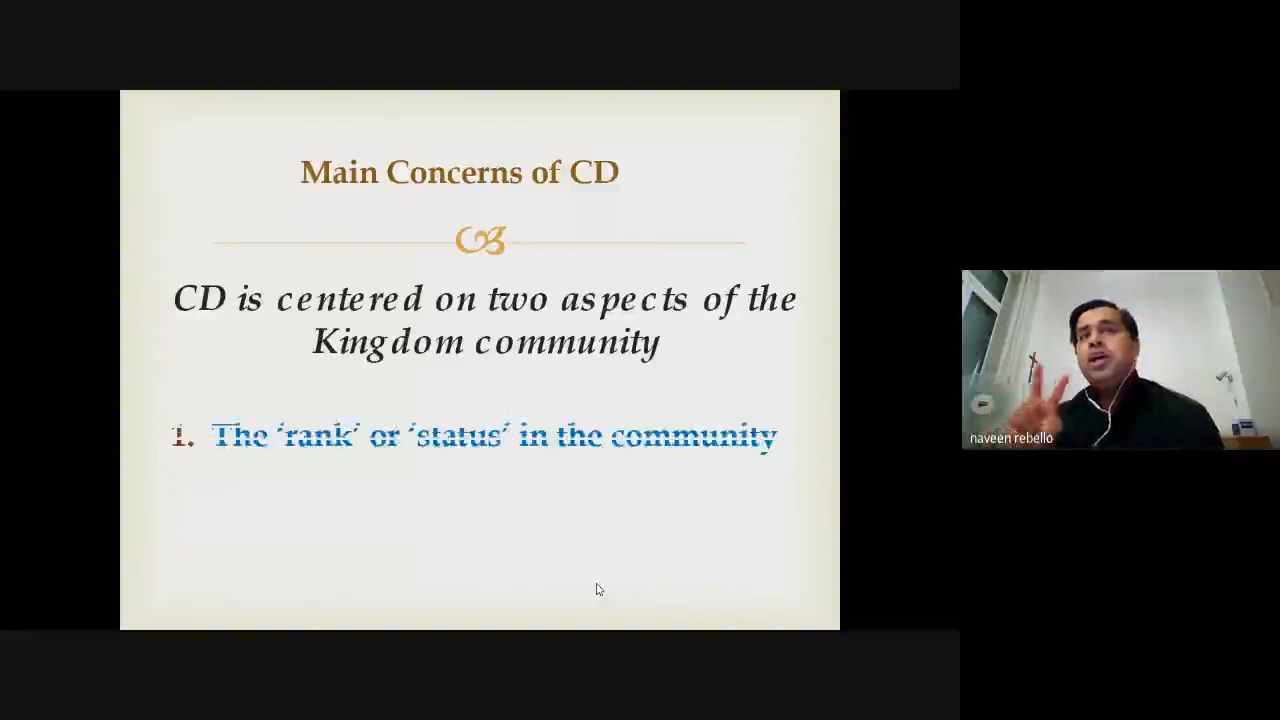 Main Concerns of CD
CD is centered on two aspects of the
Kingdom community
1. The ‘rank’ or ‘status’ in the community
naveen rebello